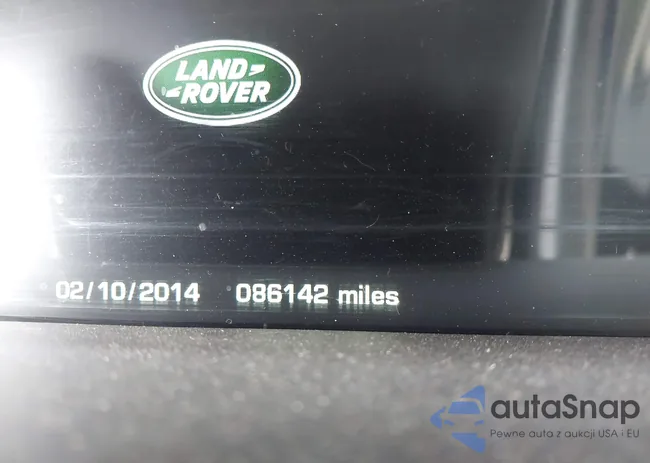 LAND
ROVER
02/10/2014 086142 miles
autaSnap
Pewne auta z aukcji USA i EU